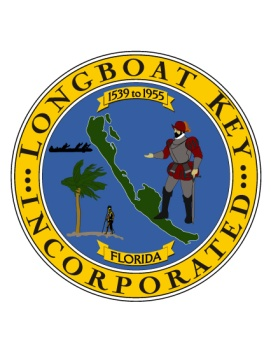 LONGBOAT KEY
1539 to 1955
FLORIDA
INCORPORATED